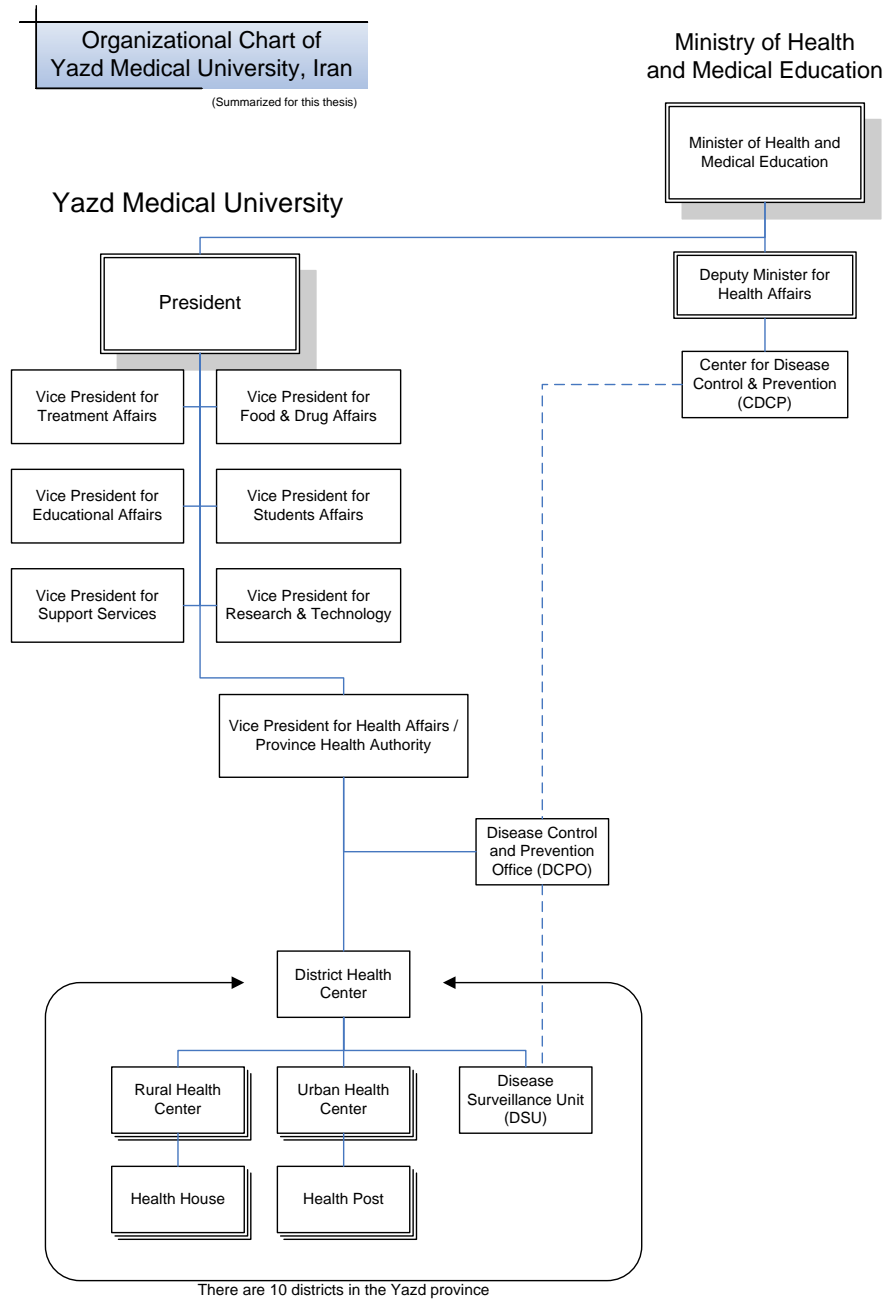 Organizational Chart of
Yazd Medical University, Iran
(Summarized for this thesis)
Ministry of Health
and Medical Education
Minister of Health and
Medical Education
Yazd Medical University
President
Deputy Minister for
Health Affairs
Center for Disease
Control & Prevention
(CDCP)
Vice President for
Treatment Affairs
Vice President for
Food & Drug Affairs
Vice President for
Educational Affairs
Vice President for
Students Affairs
Vice President for
Support Services
Vice President for
Research & Technology
Vice President for Health Affairs /
Province Health Authority
Disease Control
and Prevention
Office (DCPO)
District Health
Center
Rural Health
Center
Urban Health
Center
Disease
Surveillance Unit
(DSU)
Health House
Health Post
There are 10 districts in the Yazd province